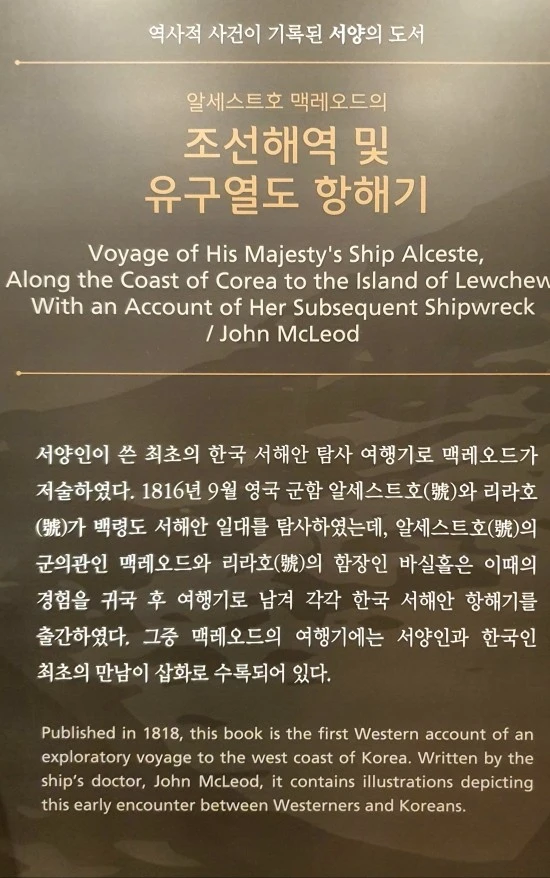 역사적 사건이 기록된 서양의 도서
알세스트호 맥레오드의
조선해역 및
유구열도 항해기
Voyage of His Majesty's Ship Alceste,
Along the Coast of Corea to the Island of Lewchew
With an Account of Her Subsequent Shipwreck
/ John McLeod
서양인이 쓴 최초의 한국 서해안 탐사 여행기로 맥레오드가
저술하였다. 1816년 9월 영국 군함 알세스트호(號)와 리라호
(號)가 백령도 서해안 일대를 탐사하였는데, 알세스트호(號)의
군의관인 맥레오드와 리라호(號)의 함장인 바실홀은 이때의
경험을 귀국 후 여행기로 남겨 각각 한국 서해안 항해기를
출간하였다. 그중 맥레오드의 여행기에는 서양인과 한국인
최초의 만남이 삽화로 수록되어 있다.
Published in 1818, this book is the first Western account of an
exploratory voyage to the west coast of Korea. Written by the
ship's doctor, John McLeod, it contains illustrations depicting
this early encounter between Westerners and Koreans.